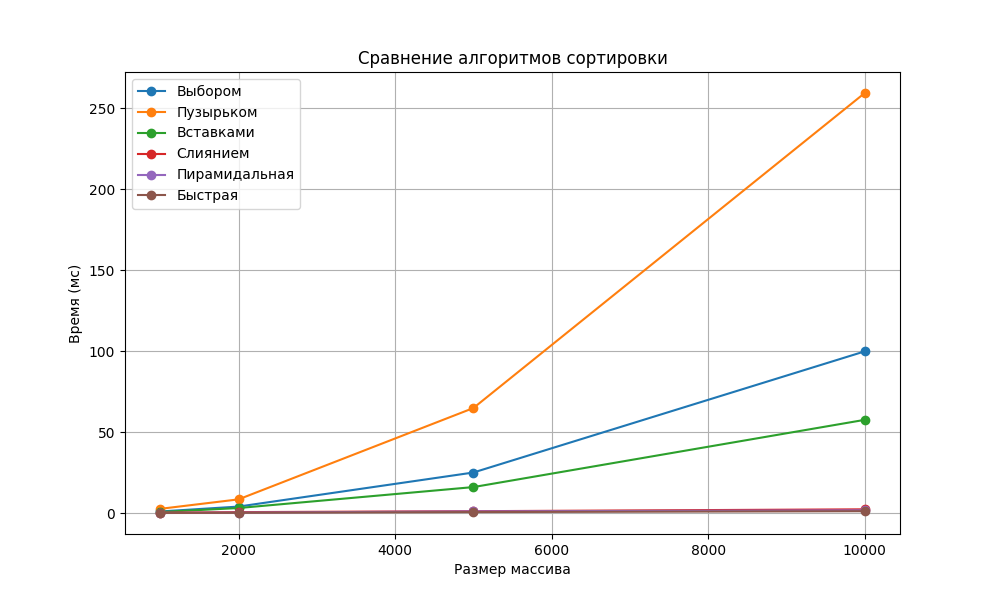 Сравнение алгоритмов сортировки
Выбором
Пузырьком
Вставками
Слиянием
Пирамидальная
Быстрая
250
200
150
100
50
0
Время (мс)
2000
4000
6000
8000
10000
Размер массива